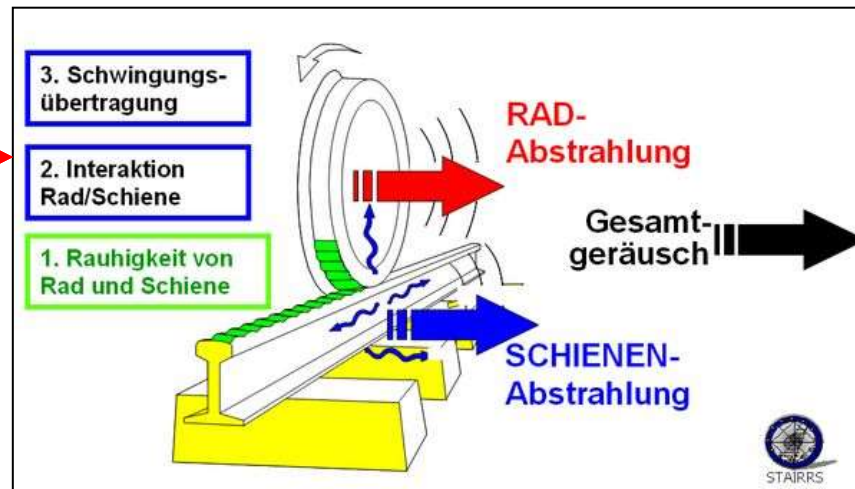 3. Schwingungs-
übertragung
2. Interaktion
Rad/Schiene
1. Rauhigkeit von
Rad und Schiene
RAD-
Abstrahlung
Gesamt-
geräusch
SCHIENEN-
Abstrahlung
STAIRRS